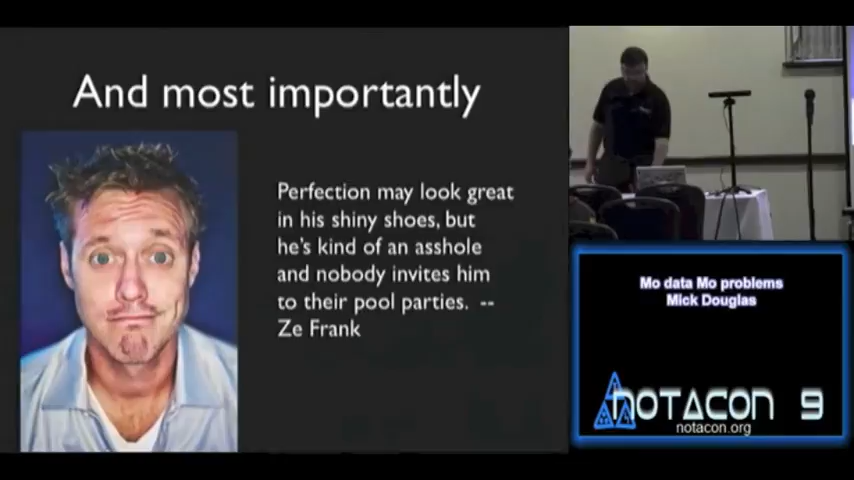 And most importantly
Perfection may look great
in his shiny shoes, but
he's kind of an asshole
and nobody invites him
to their pool parties. --
Ze Frank
Mo data Mo problems
Mick Douglas
NOTACON 9
notacon.org